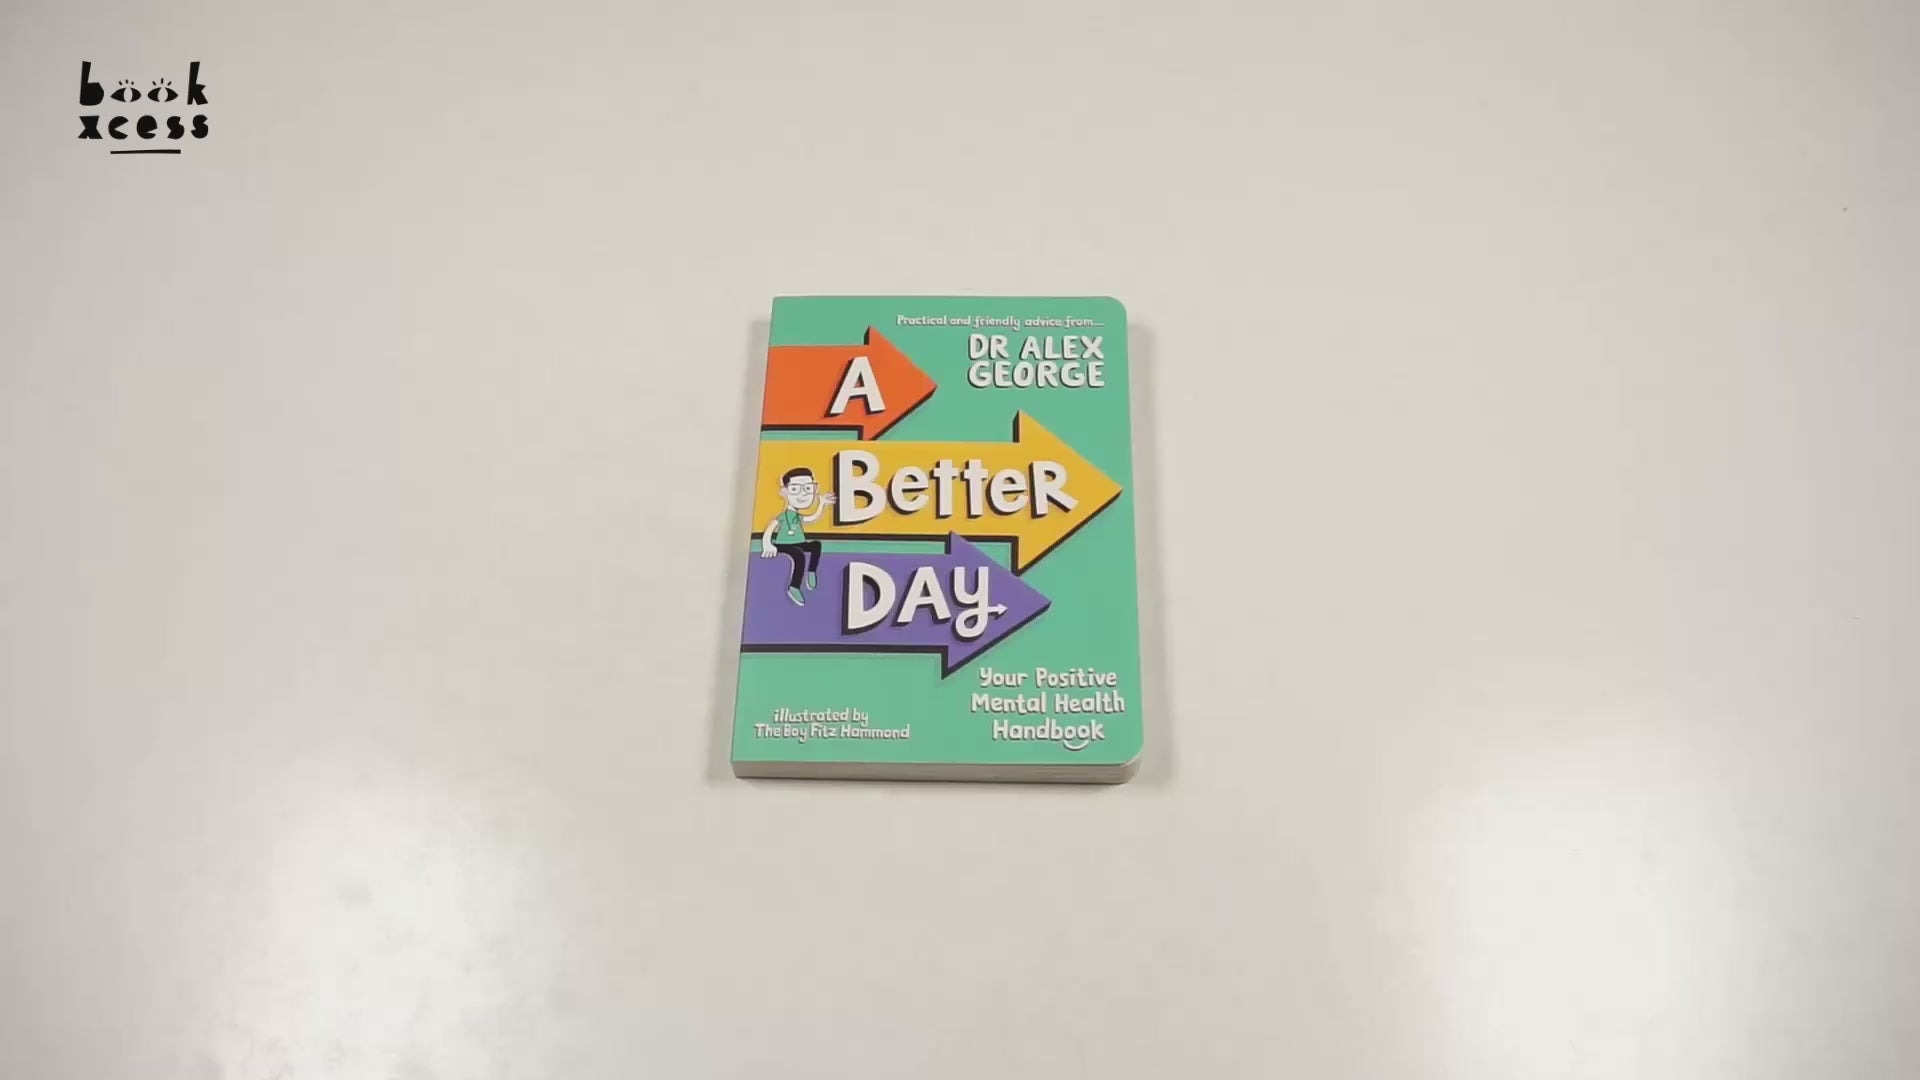 book
xcess
Practical and friendly advice from...
DR ALEX
GEORGE
A
Better
Day
Your Positive
Mental Health
Handbook
illustrated by
The Boy Fitz Hammond